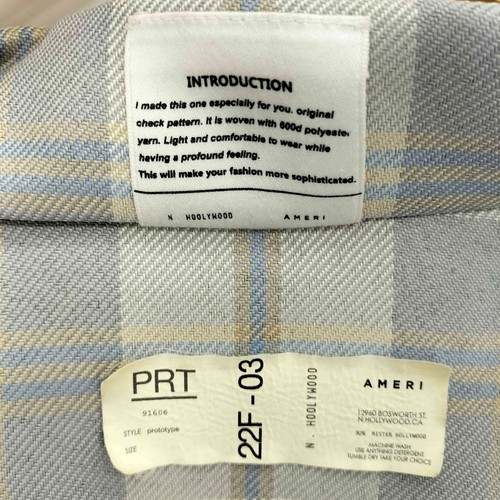 INTRODUCTION
I made this one especially for you. original
check pattern. It is woven with 600d polyester
yarn. Light and comfortable to wear while
having a profound feeling.
This will make your fashion more sophisticated.
N. HOOLYWOOD AMERI
PRT
91606
STYLE prototype
SIZE
22F-03
N. HOOLYWOOD
AMERI
12960 BOSWORTH ST.
N.HOLLYWOOD.CA
MISTER HOLLYWOOD
MACHINE WASH
USE ANYTHING DETERGENT
TUMBLE DRY TAKE YOUR CHOICE